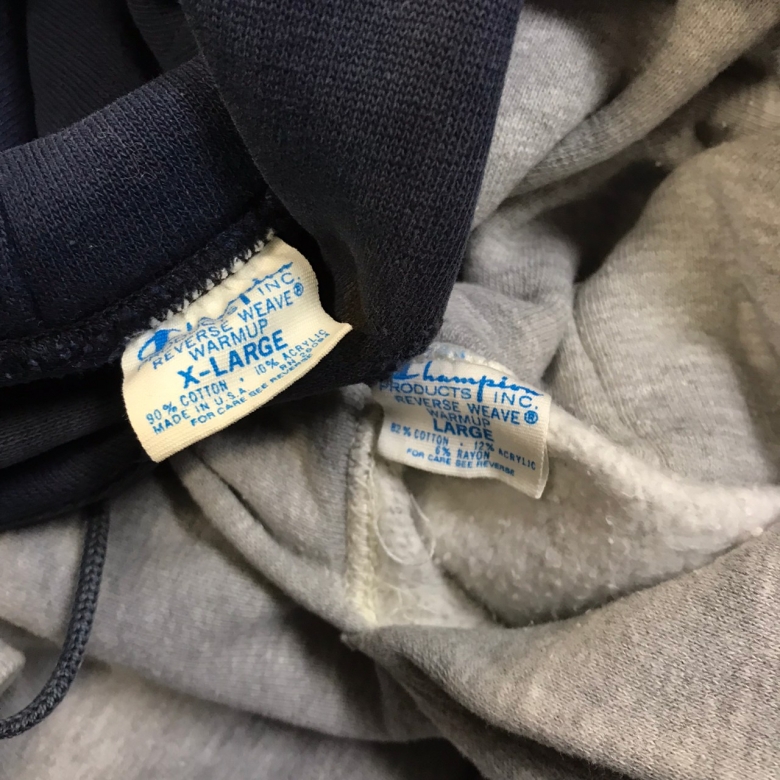 Champion
INC.
REVERSE WEAVE®
WARMUP
X-LARGE
90% COTTON · 10% ACRYLIC
MADE IN U.S.A.
FOR CARE SEE REVERSE
Champion
PRODUCTS INC.
REVERSE WEAVE®
WARMUP
LARGE
82% COTTON · 12% ACRYLIC
6% RAYON
FOR CARE SEE REVERSE